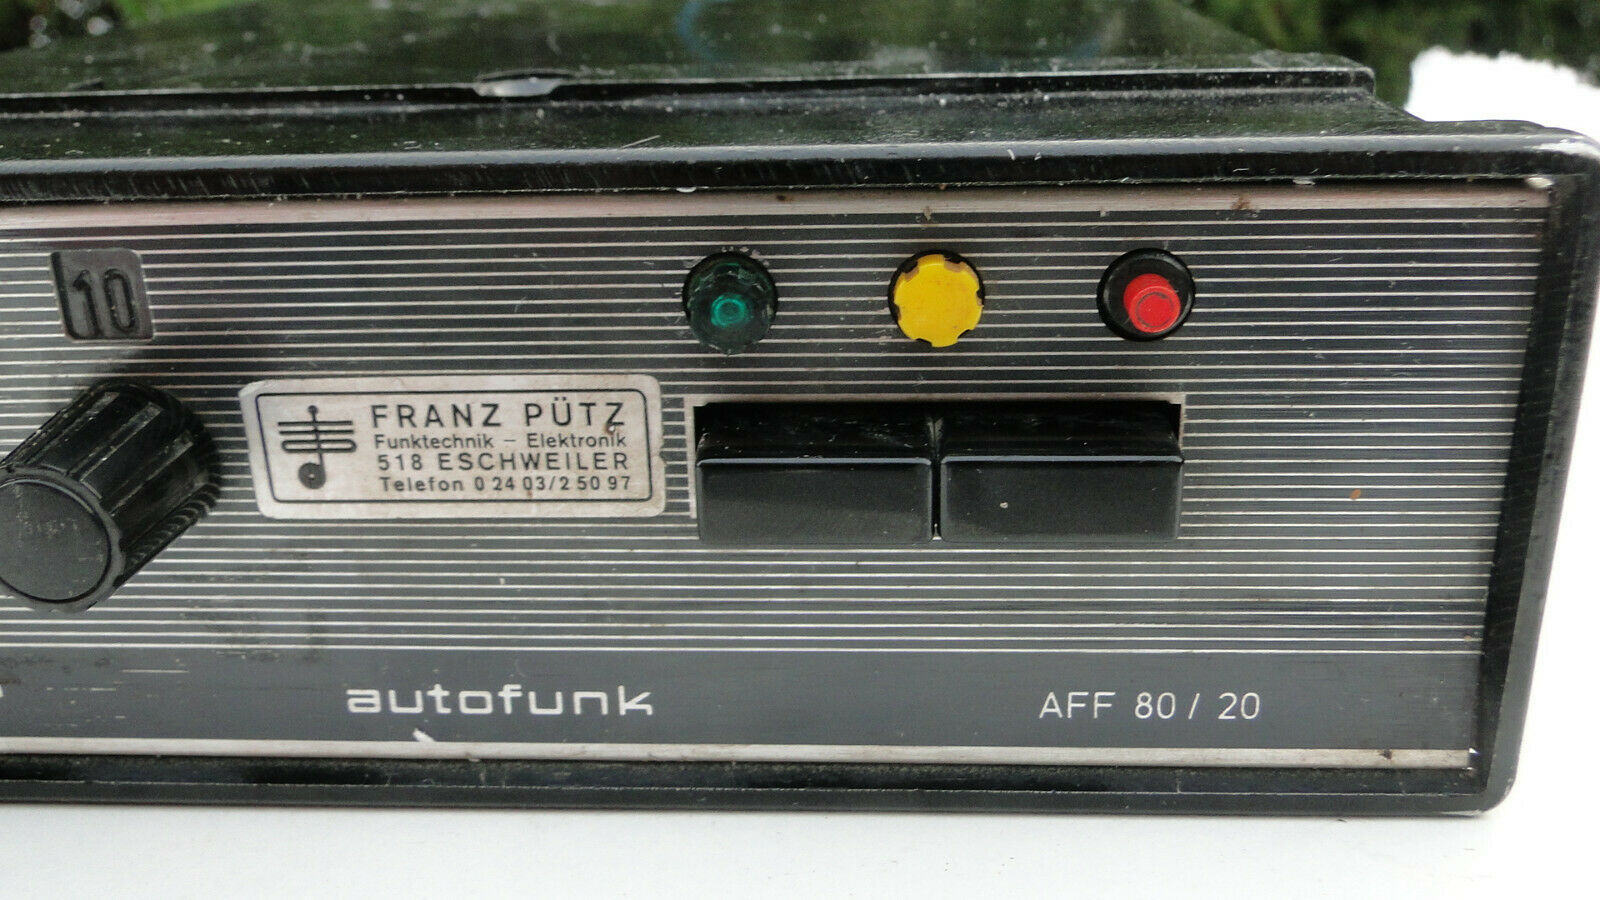 10
FRANZ PÜTZ
Funktechnik – Elektronik
518 ESCHWEILER
Telefon 0 24 03/2 50 97
autofunk
AFF 80 / 20